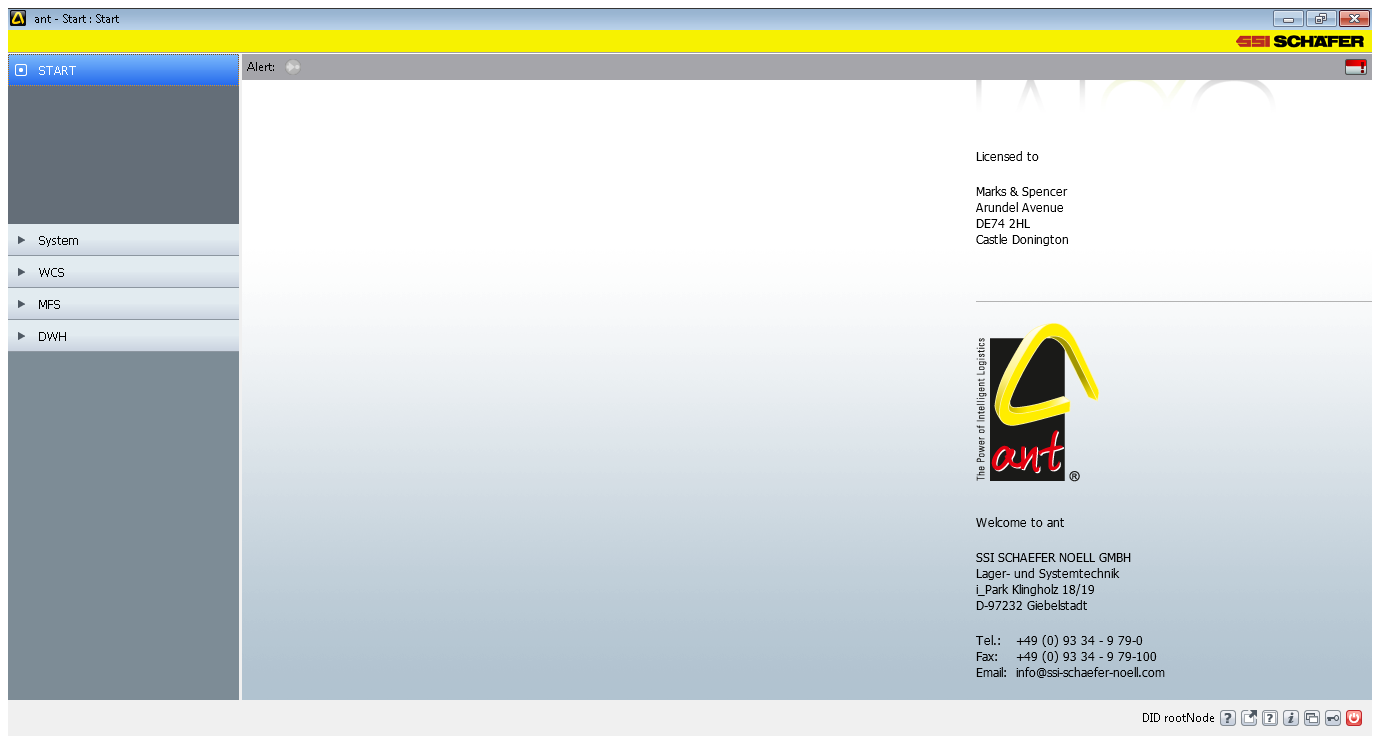 ant - Start : Start
SSI SCHÄFER
START
Alert:
System
WCS
MFS
DWH
Licensed to
Marks & Spencer
Arundel Avenue
DE74 2HL
Castle Donington
The Power of Intelligent Logistics
ant®
Welcome to ant
SSI SCHAEFER NOELL GMBH
Lager- und Systemtechnik
i_Park Klingholz 18/19
D-97232 Giebelstadt
Tel.: +49 (0) 93 34 - 9 79-0
Fax: +49 (0) 93 34 - 9 79-100
Email: info@ssi-schaefer-noell.com
DID rootNode